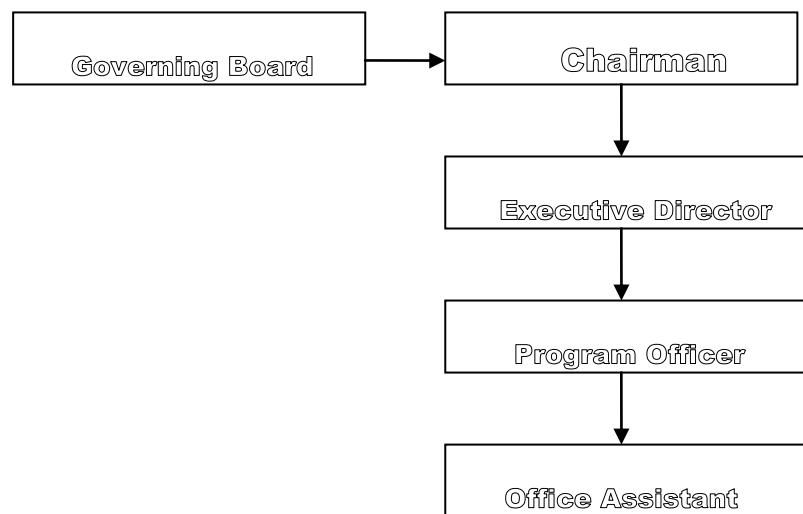 Governing Board
Chairman
Executive Director
Program Officer
Office Assistant